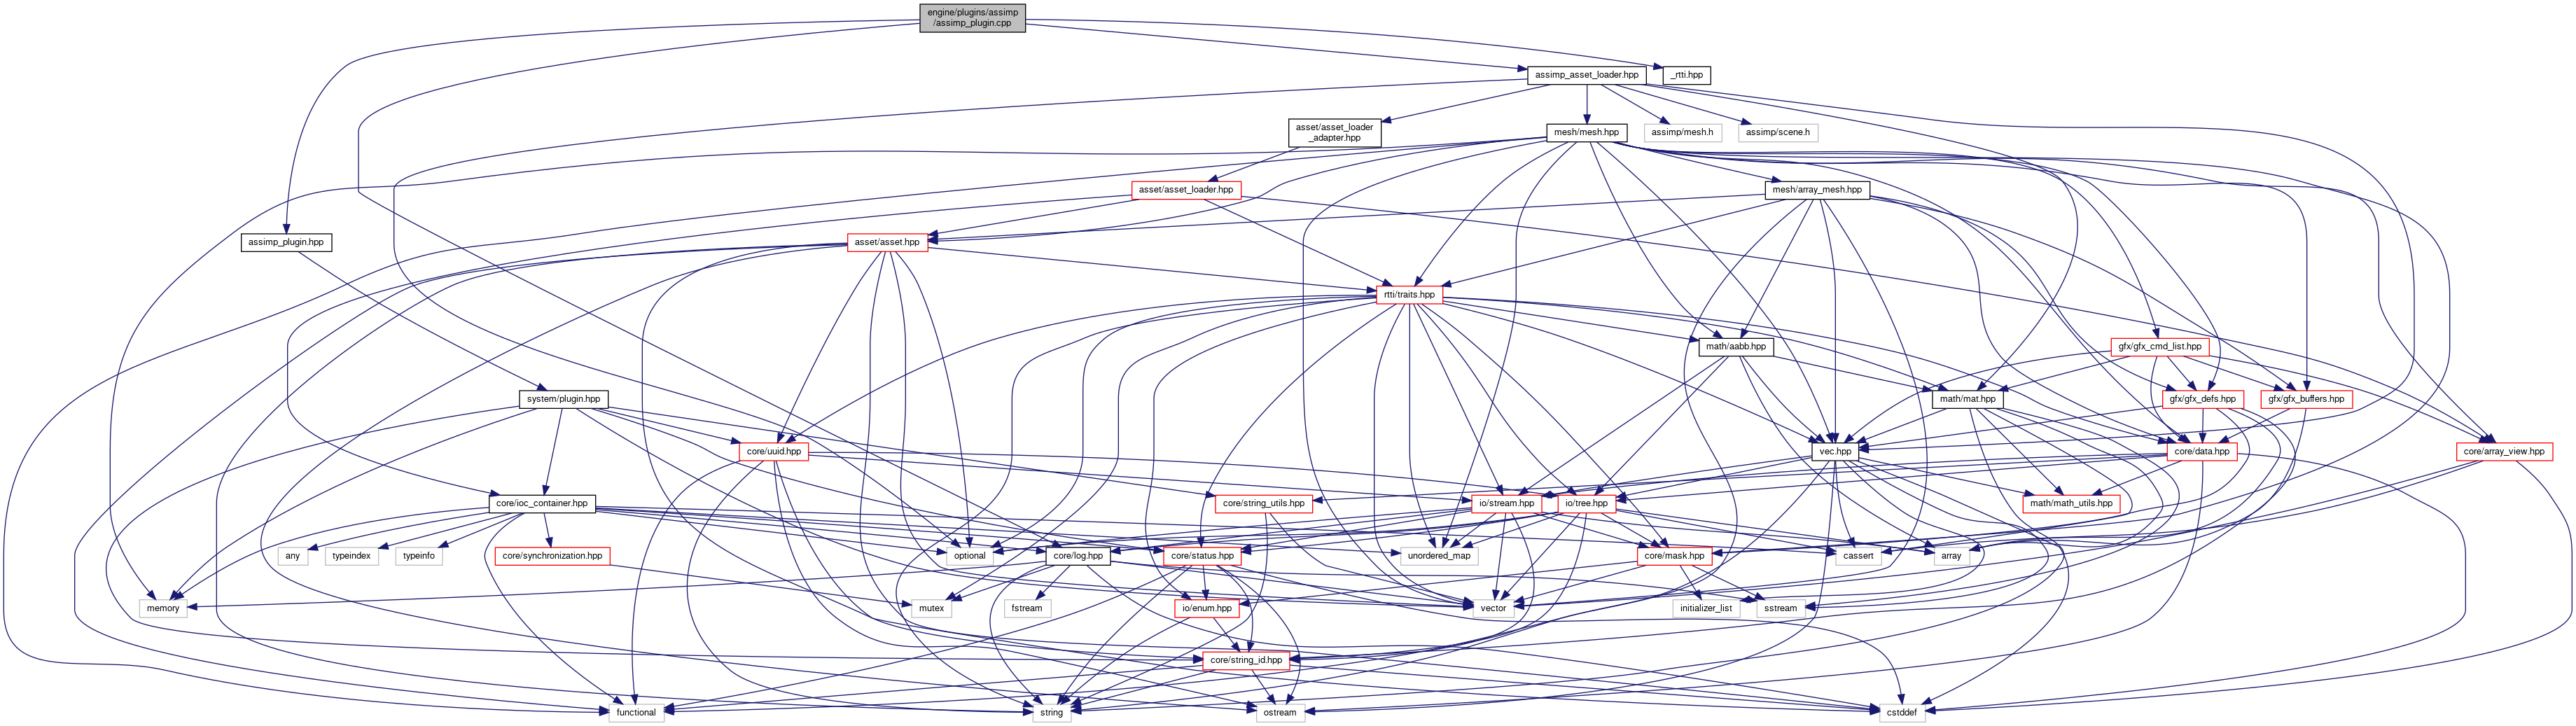 engine/plugins/assimp
/assimp_plugin.cpp
assimp_asset_loader.hpp
_rtti.hpp
asset/asset_loader
_adapter.hpp
mesh/mesh.hpp
assimp/mesh.h
assimp/scene.h
asset/asset_loader.hpp
mesh/array_mesh.hpp
assimp_plugin.hpp
asset/asset.hpp
rtti/traits.hpp
math/aabb.hpp
gfx/gfx_cmd_list.hpp
system/plugin.hpp
math/mat.hpp
gfx/gfx_defs.hpp
gfx/gfx_buffers.hpp
core/uuid.hpp
vec.hpp
core/data.hpp
core/array_view.hpp
core/ioc_container.hpp
core/string_utils.hpp
io/stream.hpp
io/tree.hpp
math/math_utils.hpp
any
typeindex
typeinfo
core/synchronization.hpp
optional
core/log.hpp
core/status.hpp
unordered_map
core/mask.hpp
cassert
array
memory
mutex
fstream
io/enum.hpp
vector
initializer_list
sstream
core/string_id.hpp
functional
string
ostream
cstddef